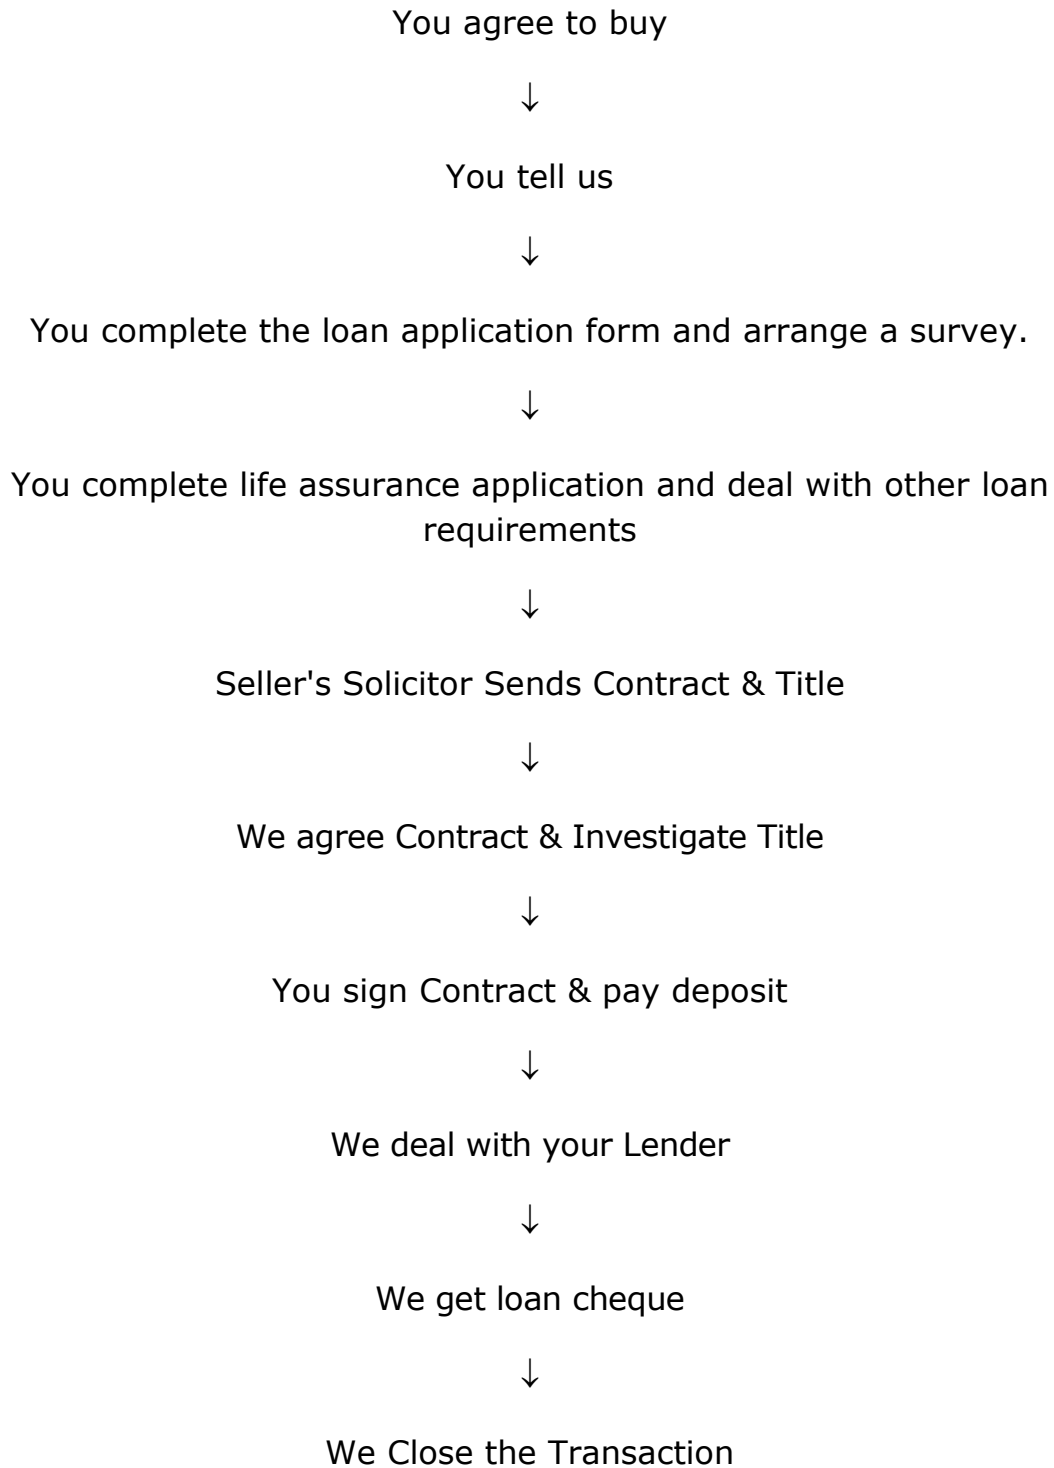 You agree to buy
↓
You tell us
↓
You complete the loan application form and arrange a survey.
↓
You complete life assurance application and deal with other loan
requirements
↓
Seller's Solicitor Sends Contract & Title
↓
We agree Contract & Investigate Title
↓
You sign Contract & pay deposit
↓
We deal with your Lender
↓
We get loan cheque
↓
We Close the Transaction